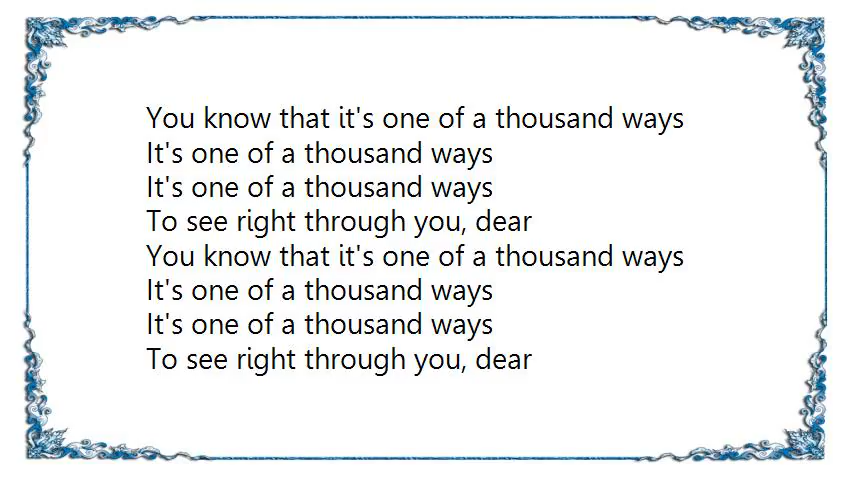 You know that it's one of a thousand ways
It's one of a thousand ways
It's one of a thousand ways
To see right through you, dear
You know that it's one of a thousand ways
It's one of a thousand ways
It's one of a thousand ways
To see right through you, dear